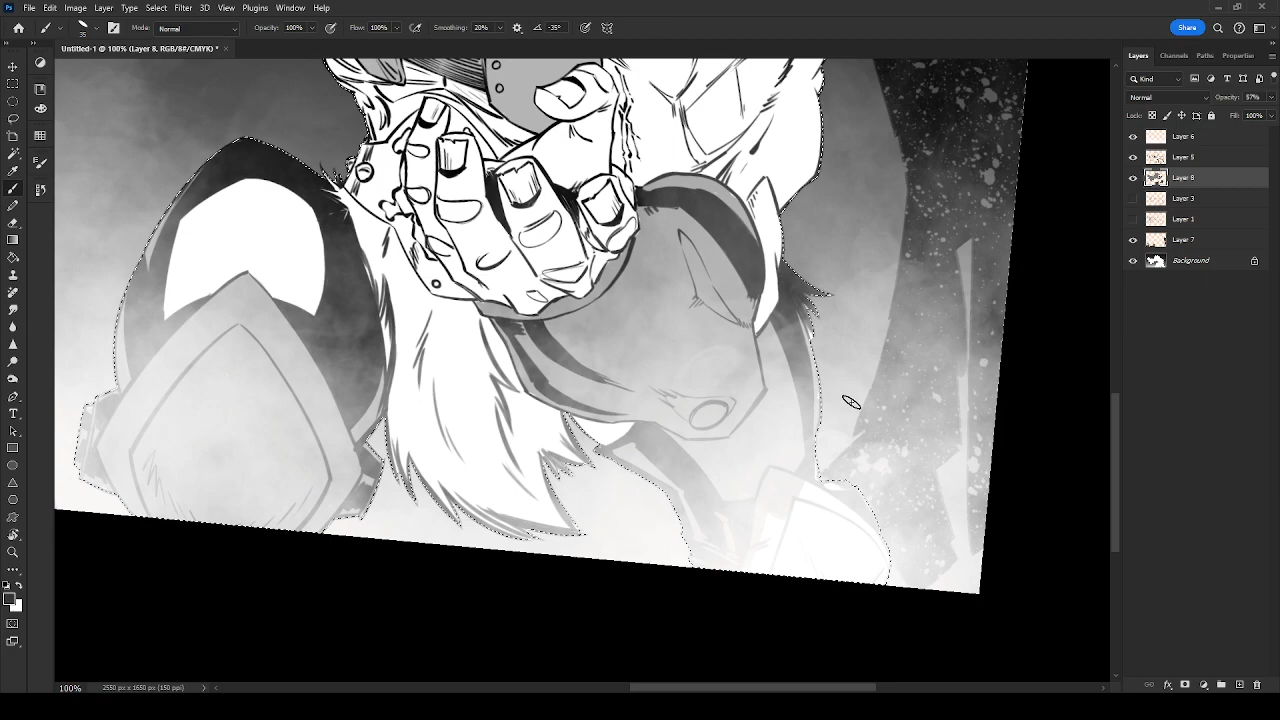 File Edit Image Layer Type Select Filter 3D View Plugins Window Help
35 Mode: Normal Opacity: 100% Flow: 100% Smoothing: 20% -35° Share
Untitled-1 @ 100% (Layer 8, RGB/8#/CMYK) * ×
Layers Channels Paths Properties
Kind
Normal Opacity: 57%
Lock: Fill: 100%
Layer 6
Layer 5
Layer 8
Layer 3
Layer 1
Layer 7
Background
100% 2550 px x 1650 px (150 ppi)